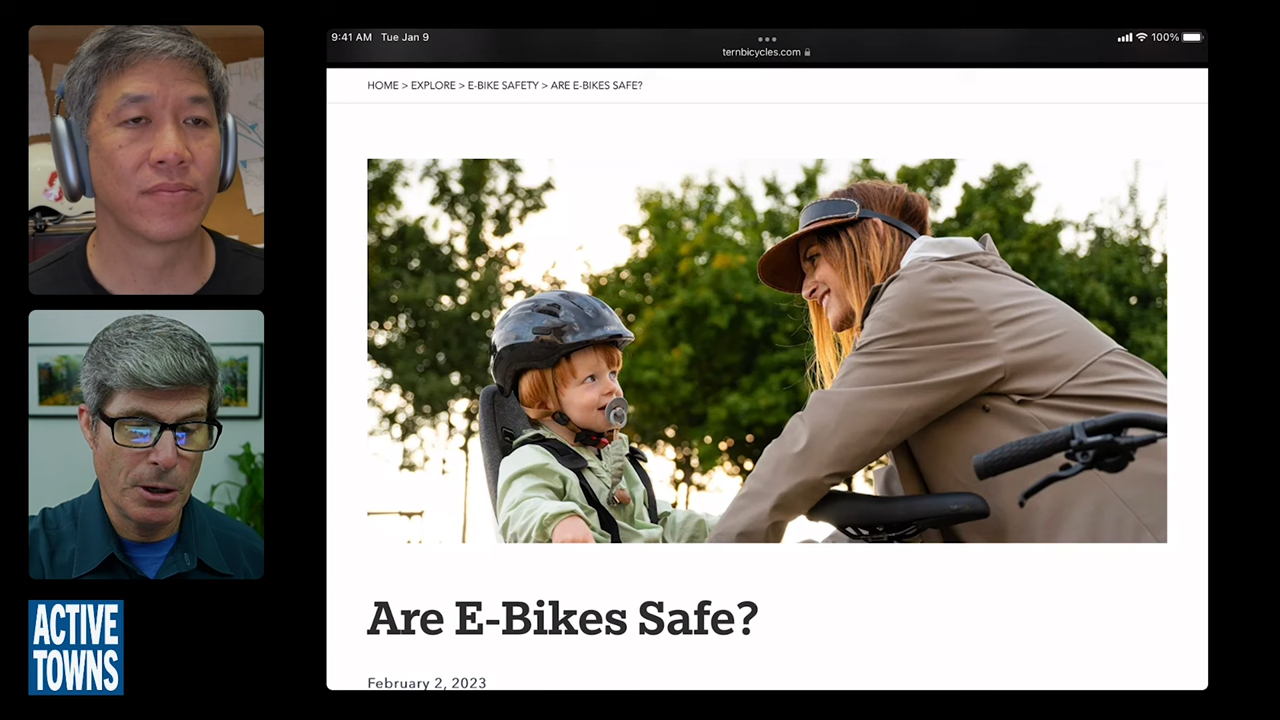 9:41 AM Tue Jan 9
ternbicycles.com
100%
HOME > EXPLORE > E-BIKE SAFETY > ARE E-BIKES SAFE?
Are E-Bikes Safe?
February 2, 2023
ACTIVE
TOWNS